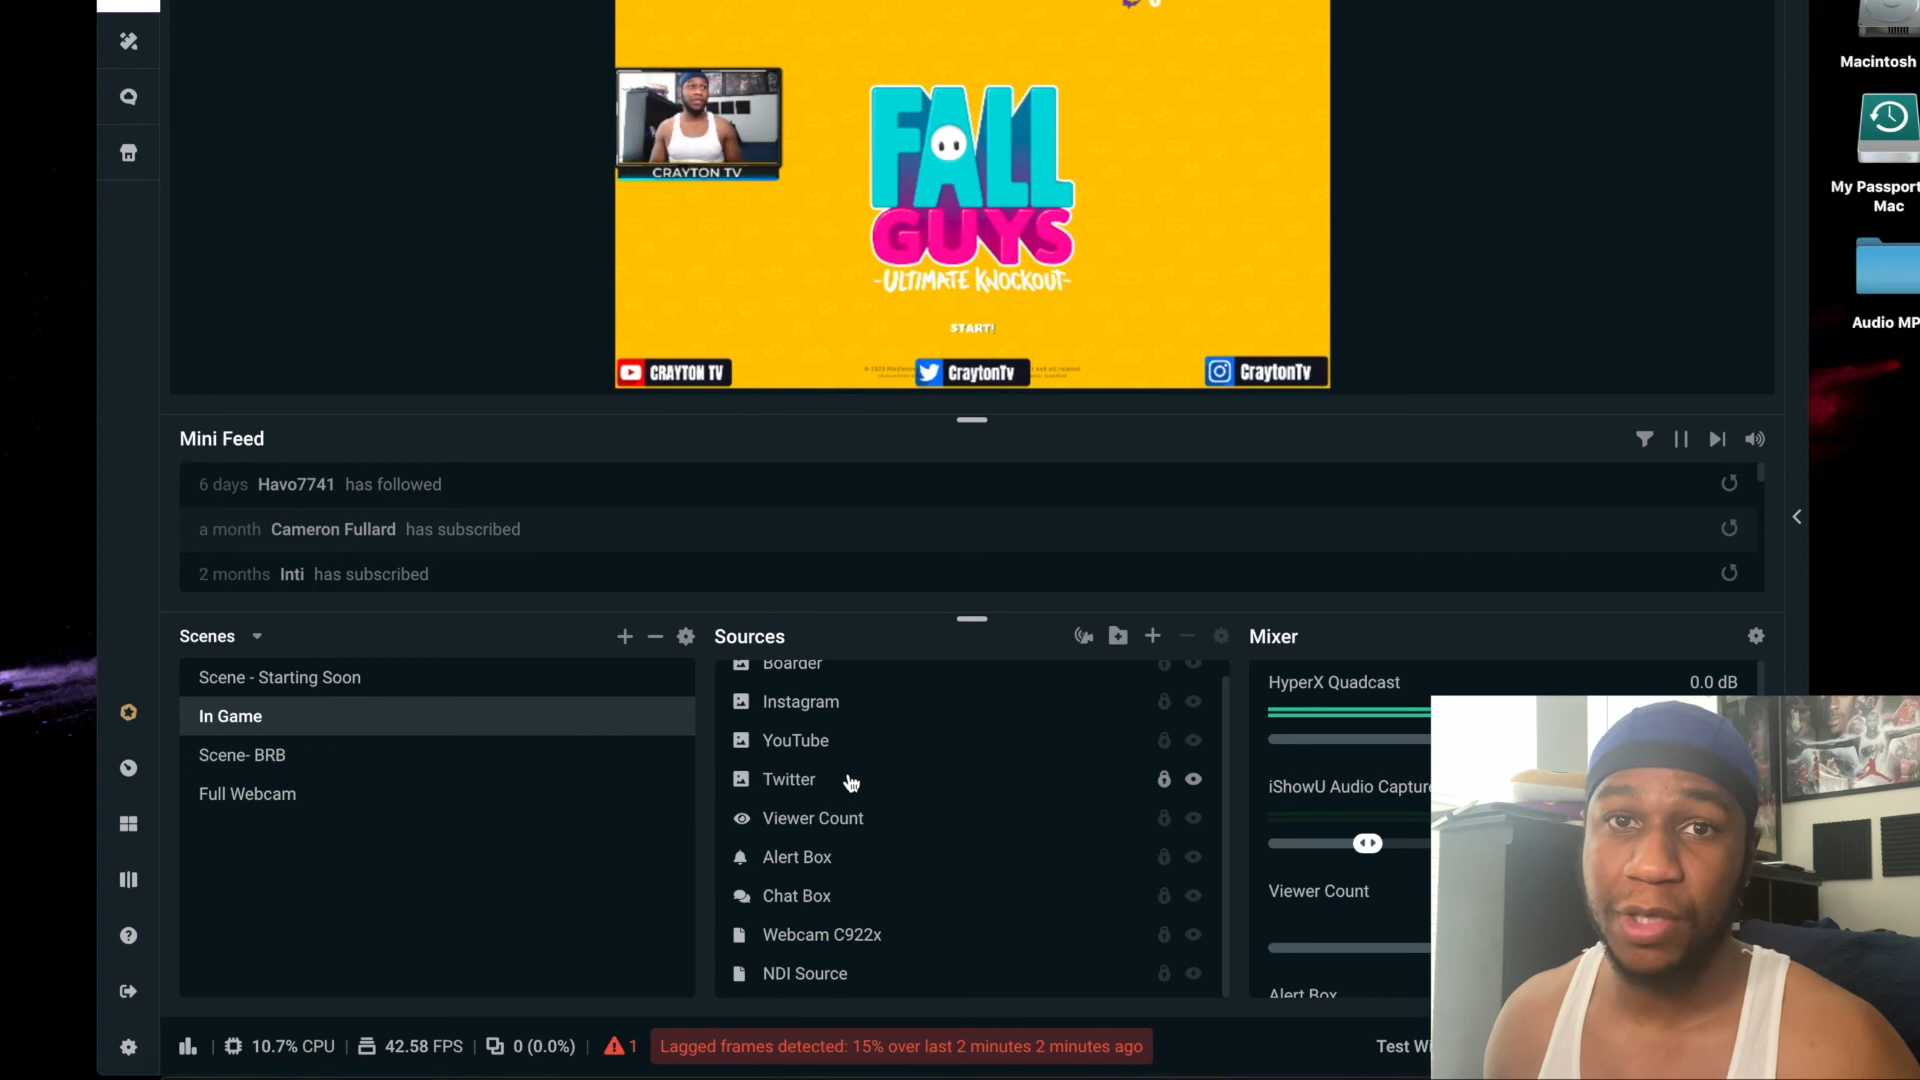 Macintosh
My Passport
Mac
Audio MP
CRAYTON TV
FALL
GUYS
-ULTIMATE KNOCKOUT-
START!
CRAYTON TV
CraytonTv
CraytonTv
Mini Feed
6 days Havo7741 has followed
a month Cameron Fullard has subscribed
2 months Inti has subscribed
Scenes
Scene - Starting Soon
In Game
Scene- BRB
Full Webcam
Sources
Boarder
Instagram
YouTube
Twitter
Viewer Count
Alert Box
Chat Box
Webcam C922x
NDI Source
Mixer
HyperX Quadcast 0.0 dB
iShowU Audio Capture
Viewer Count
Alert Box
10.7% CPU
42.58 FPS
0 (0.0%)
1
Lagged frames detected: 15% over last 2 minutes 2 minutes ago
Test Wi